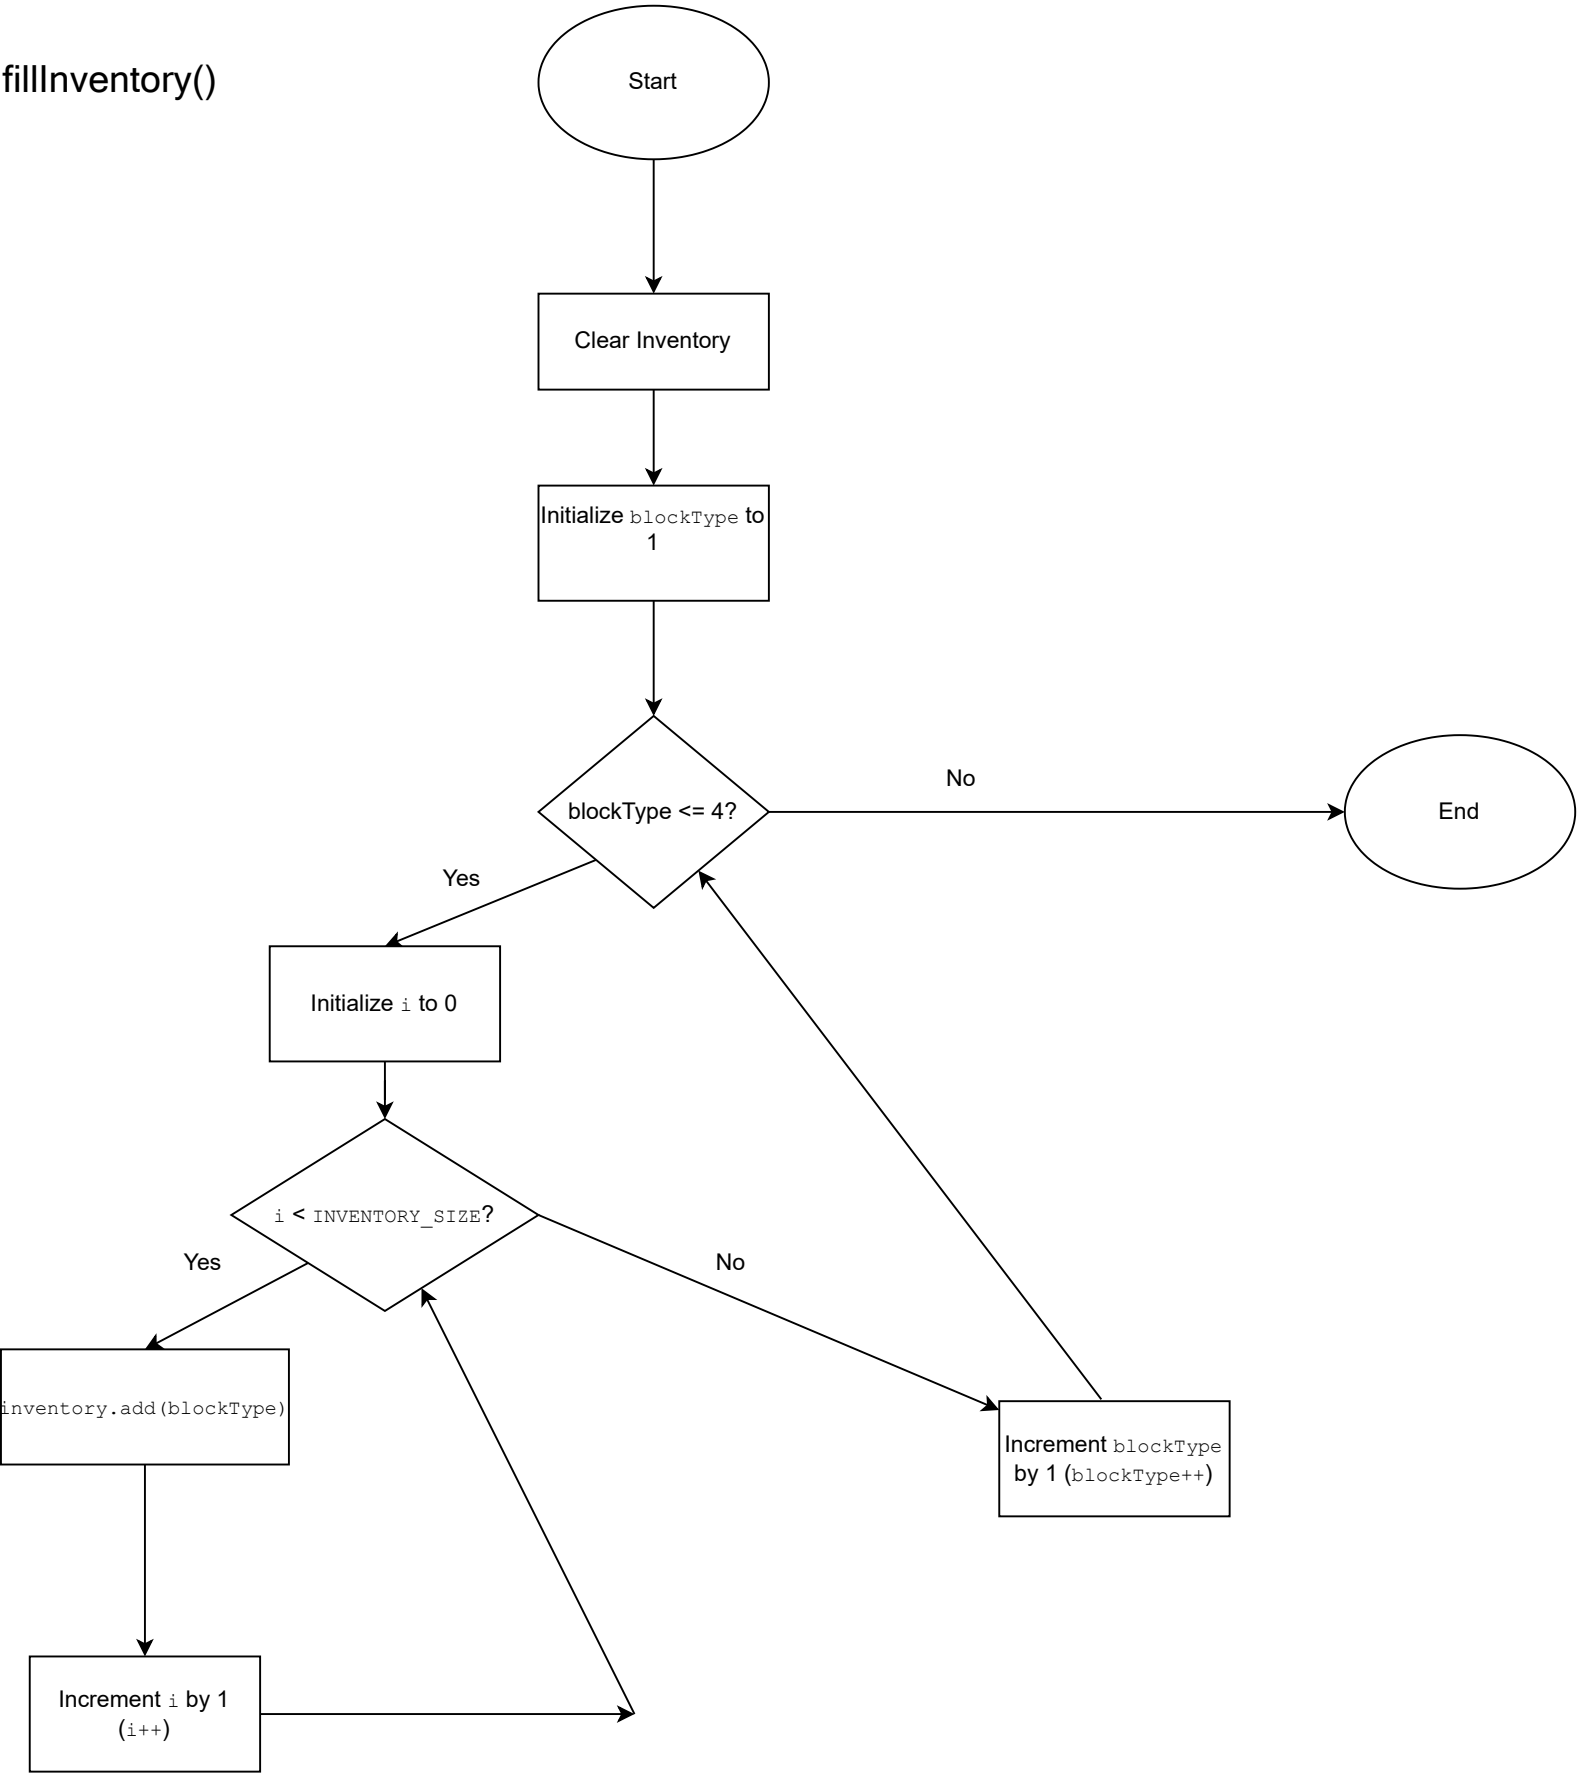 fillInventory()
Start
Clear Inventory
Initialize blockType to
1
blockType <= 4?
No
End
Yes
Initialize i to 0
i < INVENTORY_SIZE?
Yes
No
inventory.add(blockType)
Increment blockType
by 1 (blockType++)
Increment i by 1
(i++)